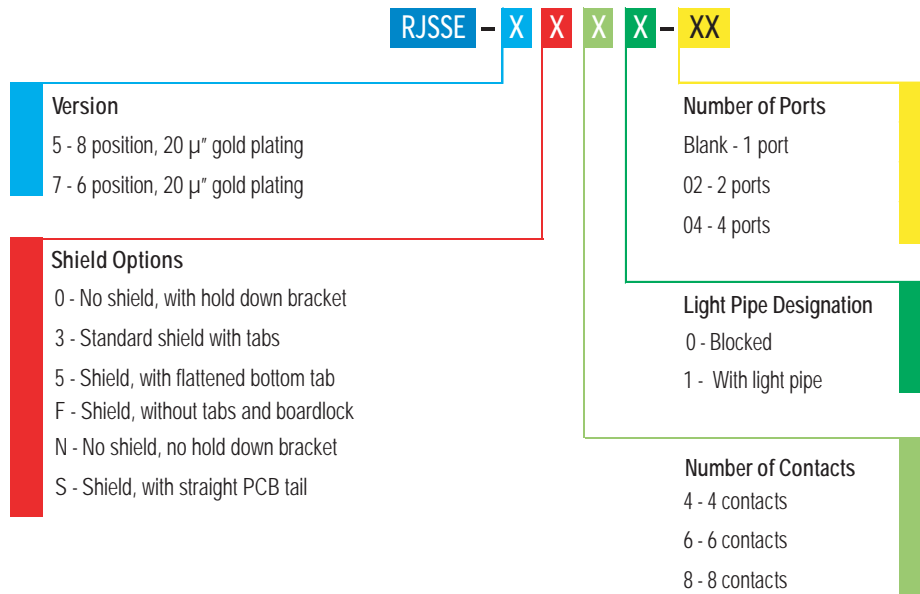 RJSSE - X X X X - XX
Version
5 - 8 position, 20 µ" gold plating
7 - 6 position, 20 µ" gold plating
Shield Options
0 - No shield, with hold down bracket
3 - Standard shield with tabs
5 - Shield, with flattened bottom tab
F - Shield, without tabs and boardlock
N - No shield, no hold down bracket
S - Shield, with straight PCB tail
Number of Ports
Blank - 1 port
02 - 2 ports
04 - 4 ports
Light Pipe Designation
0 - Blocked
1 - With light pipe
Number of Contacts
4 - 4 contacts
6 - 6 contacts
8 - 8 contacts